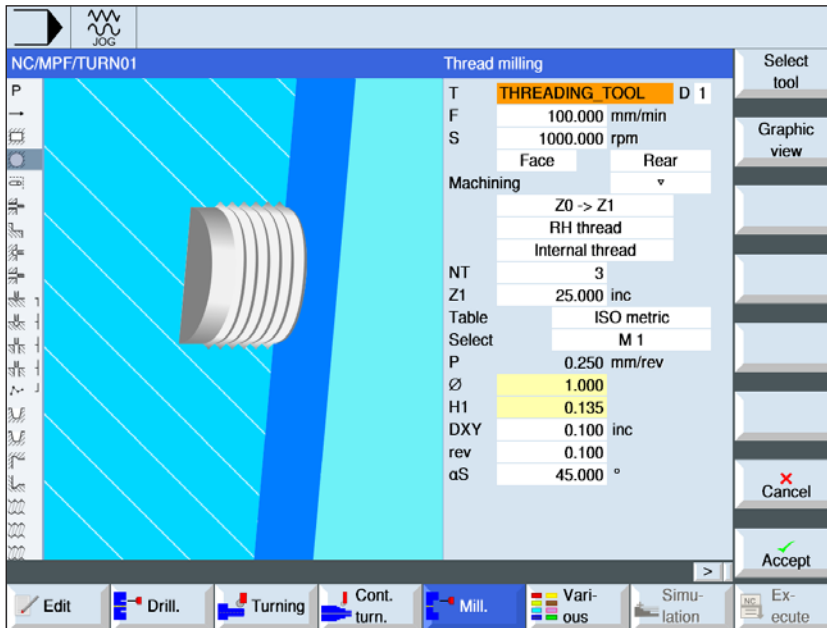 JOG
NC/MPF/TURN01
Thread milling
Select
tool
P
T THREADING_TOOL D 1
F 100.000 mm/min
S 1000.000 rpm
Graphic
view
Face Rear
Machining ▿
Z0 -> Z1
RH thread
Internal thread
NT 3
Z1 25.000 inc
Table ISO metric
Select M 1
P 0.250 mm/rev
Ø 1.000
H1 0.135
DXY 0.100 inc
rev 0.100
αS 45.000 °
Cancel
Accept
>
Edit
Drill.
Turning
Cont.
turn.
Mill.
Vari-
ous
Simu-
lation
NC
Ex-
ecute